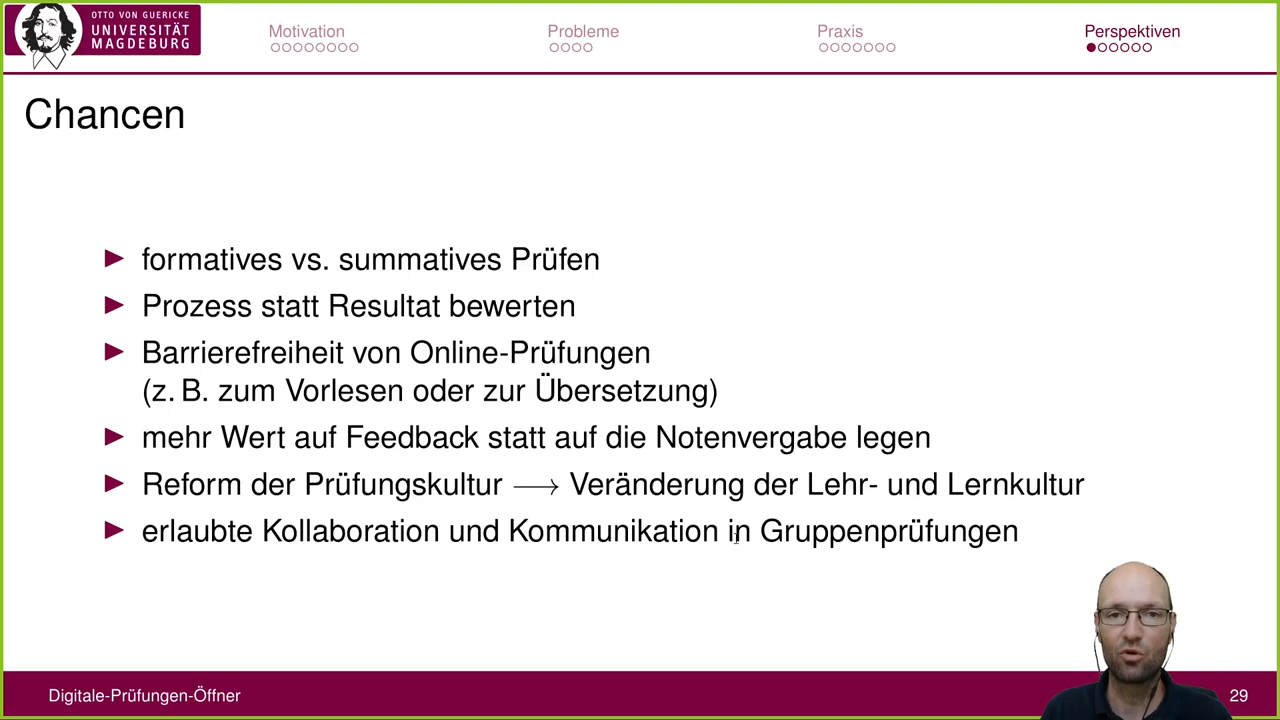 OTTO VON GUERICKE
UNIVERSITÄT
MAGDEBURG
Motivation
Probleme
Praxis
Perspektiven
Chancen
formatives vs. summatives Prüfen
Prozess statt Resultat bewerten
Barrierefreiheit von Online-Prüfungen
(z. B. zum Vorlesen oder zur Übersetzung)
mehr Wert auf Feedback statt auf die Notenvergabe legen
Reform der Prüfungskultur ⟶ Veränderung der Lehr- und Lernkultur
erlaubte Kollaboration und Kommunikation in Gruppenprüfungen
Digitale-Prüfungen-Öffner
29